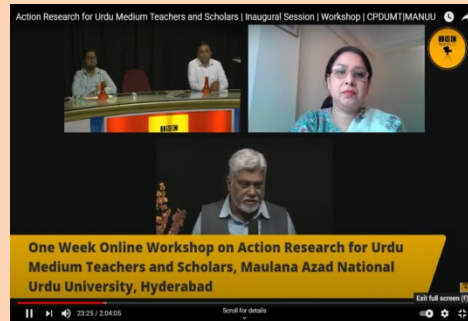 Action Research for Urdu Medium Teachers and Scholars | Inaugural Session | Workshop | CPDUMT|MANUU
IMC
One Week Online Workshop on Action Research for Urdu
Medium Teachers and Scholars, Maulana Azad National
Urdu University, Hyderabad
Exit full screen (f)
23:25 / 2:04:05
Scroll for details